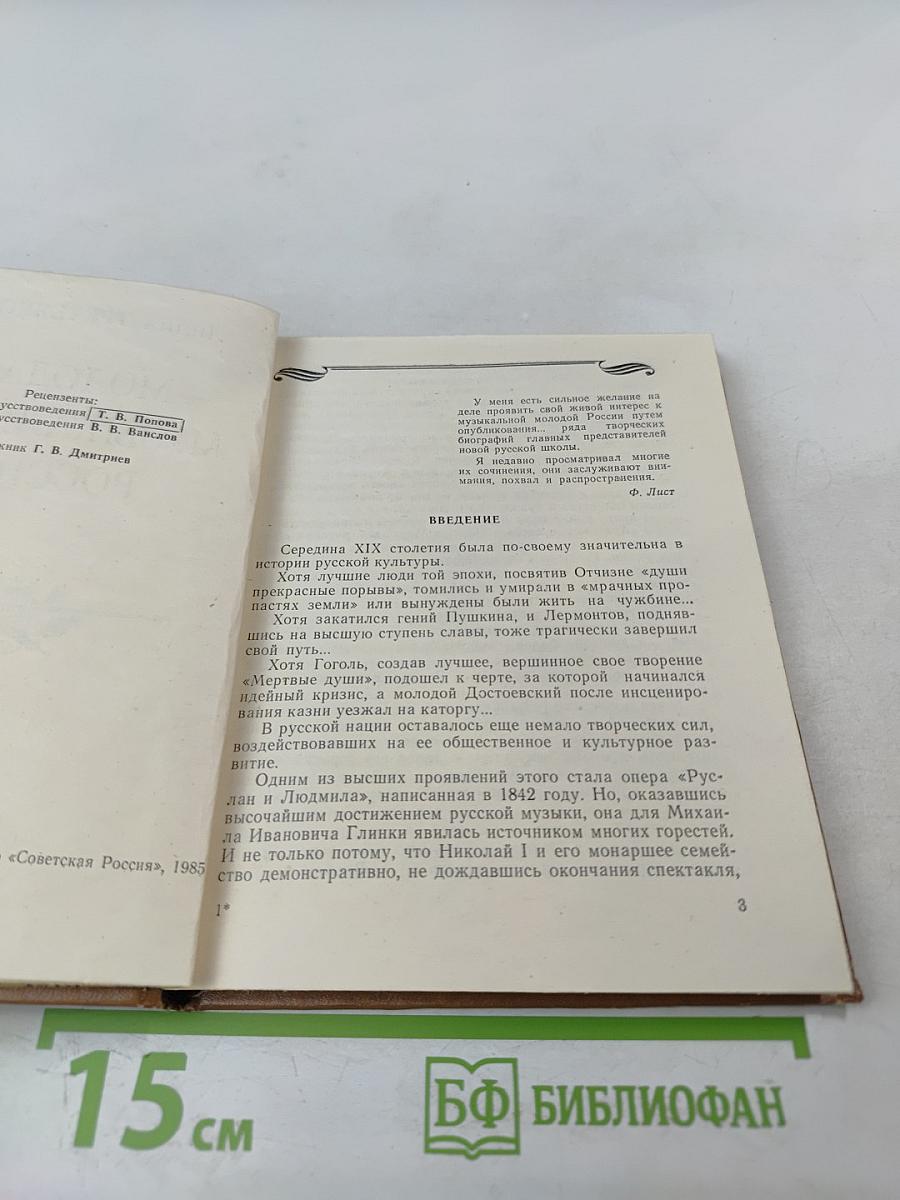 Рецензенты:
усствоведения Т. В. Попова
усствоведения В. В. Ванслов
жник Г. В. Дмитриев
«Советская Россия», 1985
У меня есть сильное желание на
деле проявить свой живой интерес к
музыкальной молодой России путем
опубликования... ряда творческих
биографий главных представителей
новой русской школы.
Я недавно просматривал многие
их сочинения, они заслуживают вни-
мания, похвал и распространения.
Ф. Лист
ВВЕДЕНИЕ
Середина XIX столетия была по-своему значительна в
истории русской культуры.
Хотя лучшие люди той эпохи, посвятив Отчизне «души
прекрасные порывы», томились и умирали в «мрачных про-
пастях земли» или вынуждены были жить на чужбине...
Хотя закатился гений Пушкина, и Лермонтов, подняв-
шись на высшую ступень славы, тоже трагически завершил
свой путь...
Хотя Гоголь, создав лучшее, вершинное свое творение
«Мертвые души», подошел к черте, за которой начинался
идейный кризис, а молодой Достоевский после инсцениро-
вания казни уезжал на каторгу...
В русской нации оставалось еще немало творческих сил,
воздействовавших на ее общественное и культурное раз-
витие.
Одним из высших проявлений этого стала опера «Рус-
лан и Людмила», написанная в 1842 году. Но, оказавшись
высочайшим достижением русской музыки, она для Михаи-
ла Ивановича Глинки явилась источником многих горестей.
И не только потому, что Николай I и его монаршее семей-
ство демонстративно, не дождавшись окончания спектакля,
1*
3
15 см
БФ БИБЛИОФАН